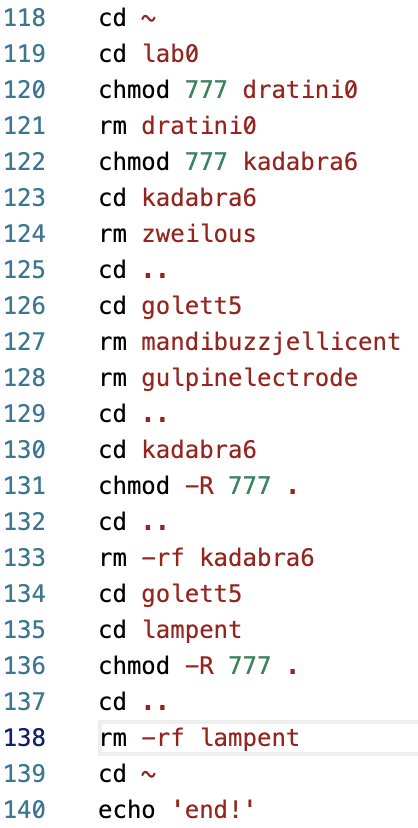 118 cd ~
119 cd lab0
120 chmod 777 dratini0
121 rm dratini0
122 chmod 777 kadabra6
123 cd kadabra6
124 rm zweilous
125 cd ..
126 cd golett5
127 rm mandibuzzjellicent
128 rm gulpinelectrode
129 cd ..
130 cd kadabra6
131 chmod -R 777 .
132 cd ..
133 rm -rf kadabra6
134 cd golett5
135 cd lampent
136 chmod -R 777 .
137 cd ..
138 rm -rf lampent
139 cd ~
140 echo 'end!'